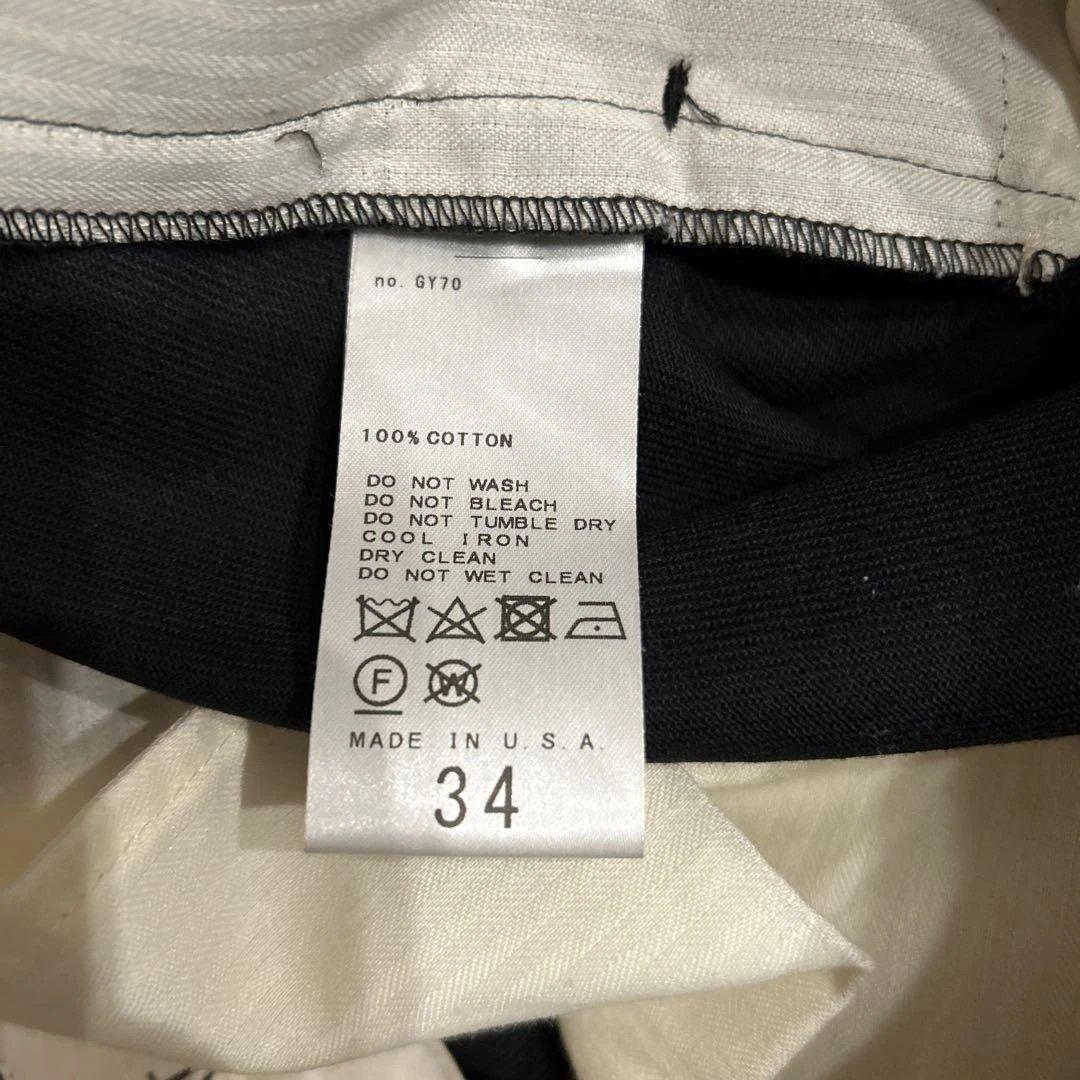 no. GY70
100% COTTON
DO NOT WASH
DO NOT BLEACH
DO NOT TUMBLE DRY
COOL IRON
DRY CLEAN
DO NOT WET CLEAN
F W
MADE IN U.S.A.
34